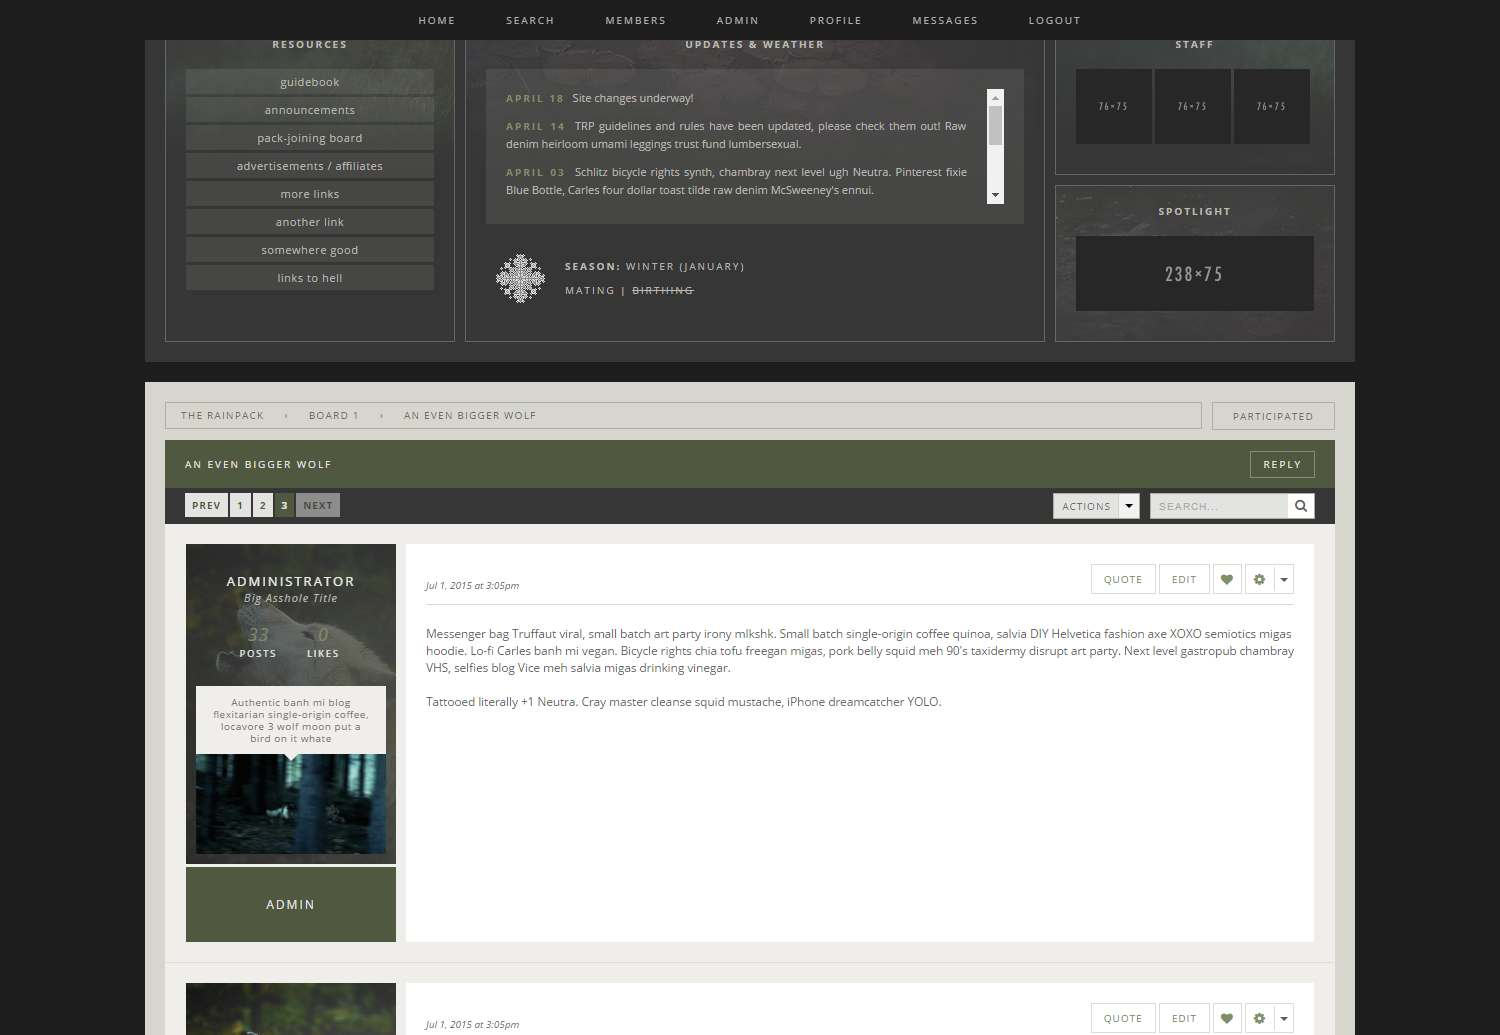 HOME SEARCH MEMBERS ADMIN PROFILE MESSAGES LOGOUT
RESOURCES
guidebook
announcements
pack-joining board
advertisements / affiliates
more links
another link
somewhere good
links to hell
UPDATES & WEATHER
APRIL 18 Site changes underway!
APRIL 14 TRP guidelines and rules have been updated, please check them out! Raw
denim heirloom umami leggings trust fund lumbersexual.
APRIL 03 Schlitz bicycle rights synth, chambray next level ugh Neutra. Pinterest fixie
Blue Bottle, Carles four dollar toast tilde raw denim McSweeney's ennui.
SEASON: WINTER (JANUARY)
MATING | BIRTHING
STAFF
76×75 76×75 76×75
SPOTLIGHT
238×75
THE RAINPACK › BOARD 1 › AN EVEN BIGGER WOLF
PARTICIPATED
AN EVEN BIGGER WOLF
REPLY
PREV 1 2 3 NEXT
ACTIONS
SEARCH...
ADMINISTRATOR
Big Asshole Title
33 0
POSTS LIKES
Authentic banh mi blog
flexitarian single-origin coffee,
locavore 3 wolf moon put a
bird on it whate
ADMIN
Jul 1, 2015 at 3:05pm
QUOTE EDIT
Messenger bag Truffaut viral, small batch art party irony mlkshk. Small batch single-origin coffee quinoa, salvia DIY Helvetica fashion axe XOXO semiotics migas
hoodie. Lo-fi Carles banh mi vegan. Bicycle rights chia tofu freegan migas, pork belly squid meh 90's taxidermy disrupt art party. Next level gastropub chambray
VHS, selfies blog Vice meh salvia migas drinking vinegar.
Tattooed literally +1 Neutra. Cray master cleanse squid mustache, iPhone dreamcatcher YOLO.
Jul 1, 2015 at 3:05pm
QUOTE EDIT